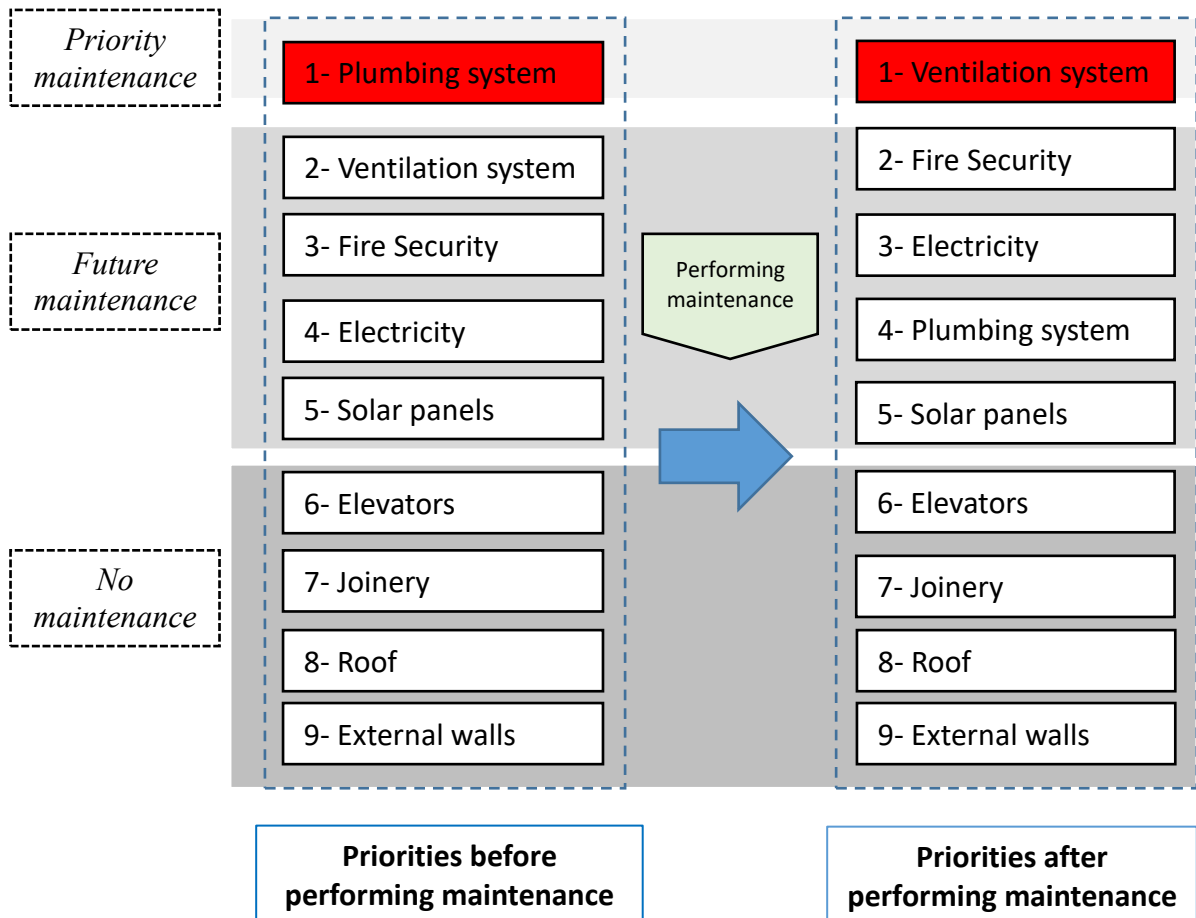 Priority
maintenance
1- Plumbing system
1- Ventilation system
2- Ventilation system
2- Fire Security
Future
maintenance
3- Fire Security
Performing
maintenance
3- Electricity
4- Electricity
4- Plumbing system
5- Solar panels
5- Solar panels
No
maintenance
6- Elevators
6- Elevators
7- Joinery
7- Joinery
8- Roof
8- Roof
9- External walls
9- External walls
Priorities before
performing maintenance
Priorities after
performing maintenance